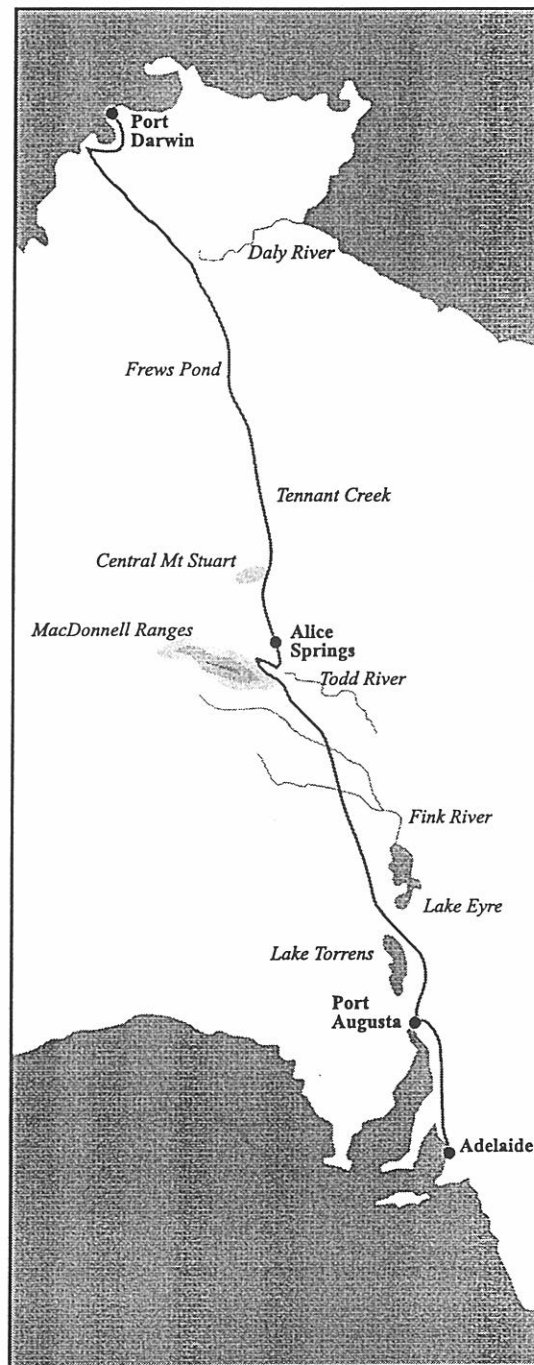 Port
Darwin
Daly River
Frews Pond
Tennant Creek
Central Mt Stuart
MacDonnell Ranges
Alice
Springs
Todd River
Fink River
Lake Eyre
Lake Torrens
Port
Augusta
Adelaide